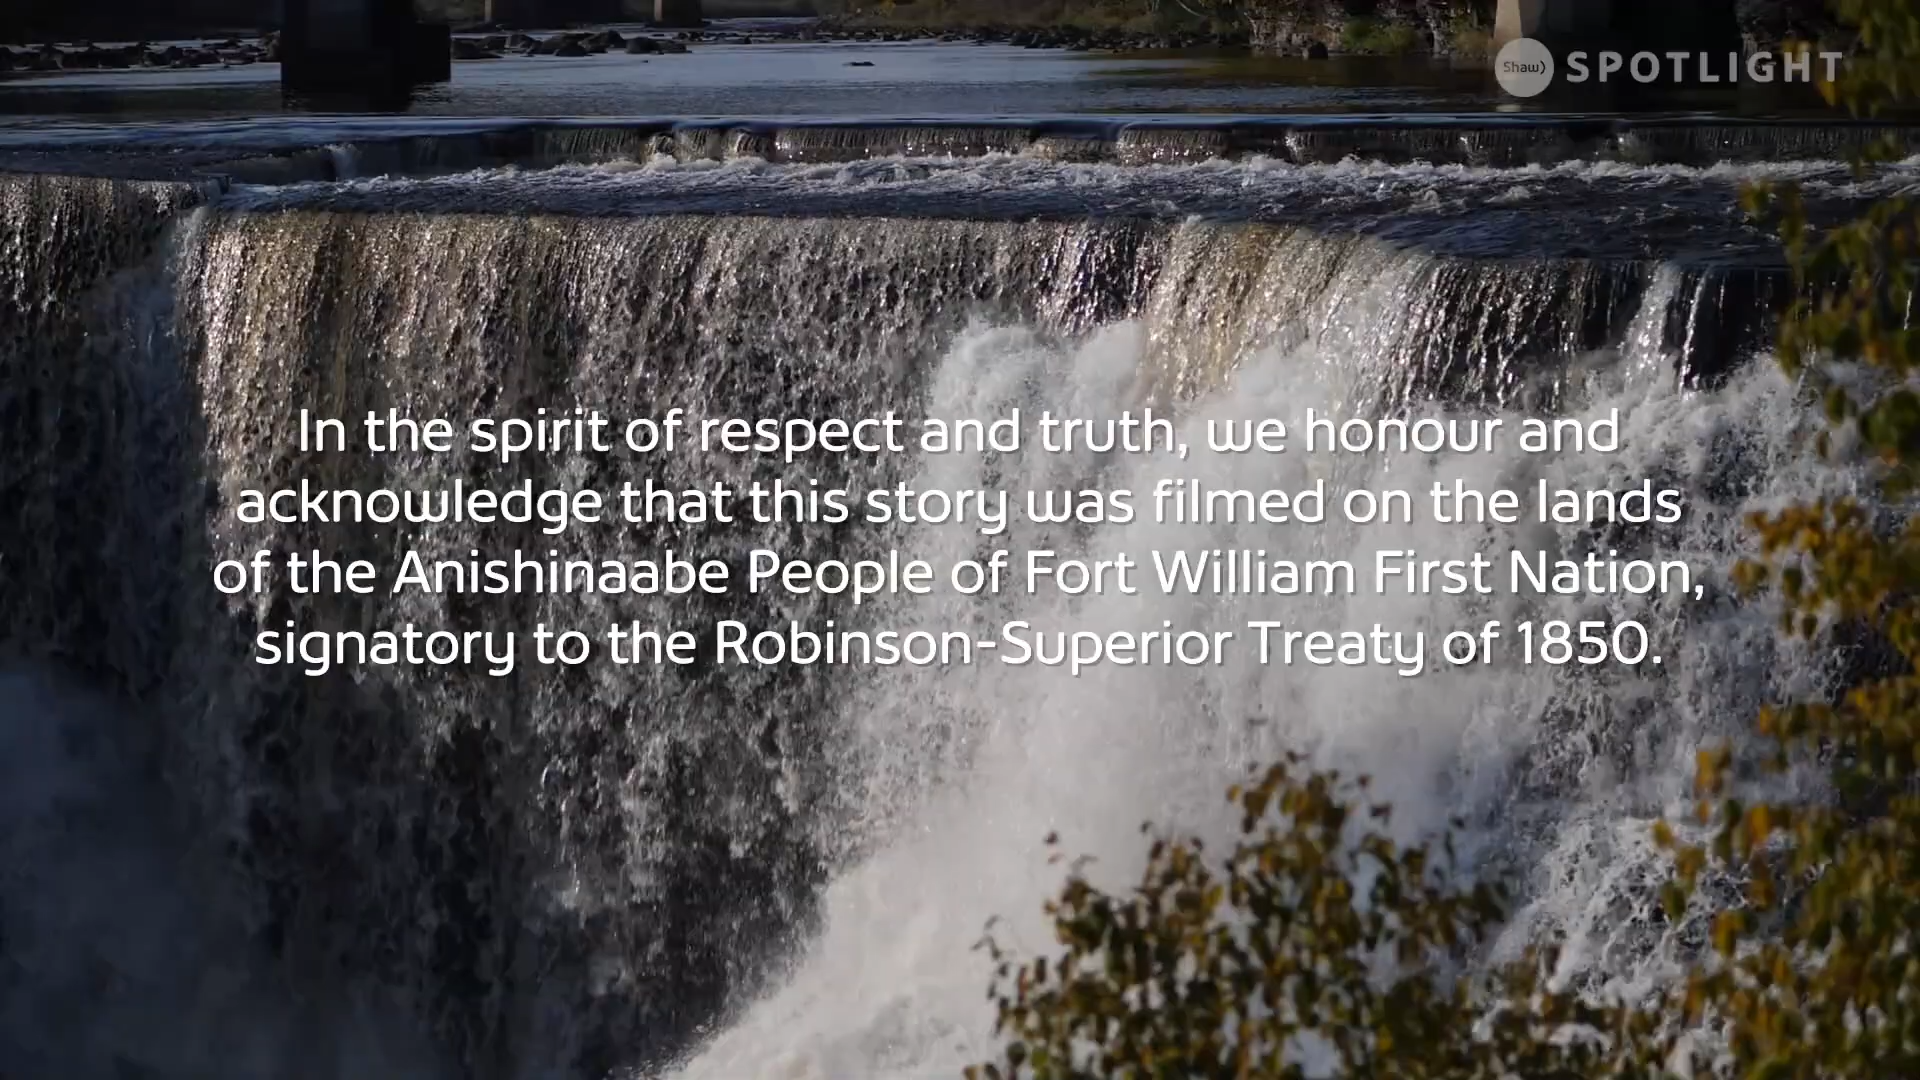 Shaw) SPOTLIGHT
In the spirit of respect and truth, we honour and
acknowledge that this story was filmed on the lands
of the Anishinaabe People of Fort William First Nation,
signatory to the Robinson-Superior Treaty of 1850.